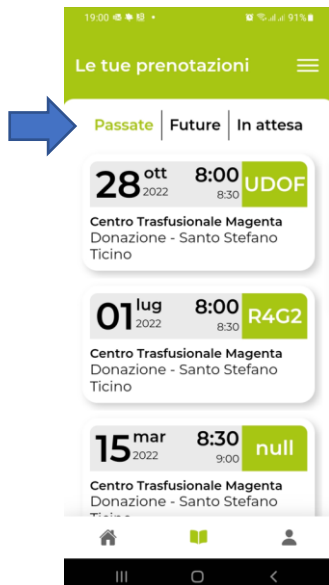 19:00
91%
Le tue prenotazioni
Passate Future In attesa
28 ott 2022 8:00 8:30 UDOF
Centro Trasfusionale Magenta
Donazione - Santo Stefano
Ticino
01 lug 2022 8:00 8:30 R4G2
Centro Trasfusionale Magenta
Donazione - Santo Stefano
Ticino
15 mar 2022 8:30 9:00 null
Centro Trasfusionale Magenta
Donazione - Santo Stefano